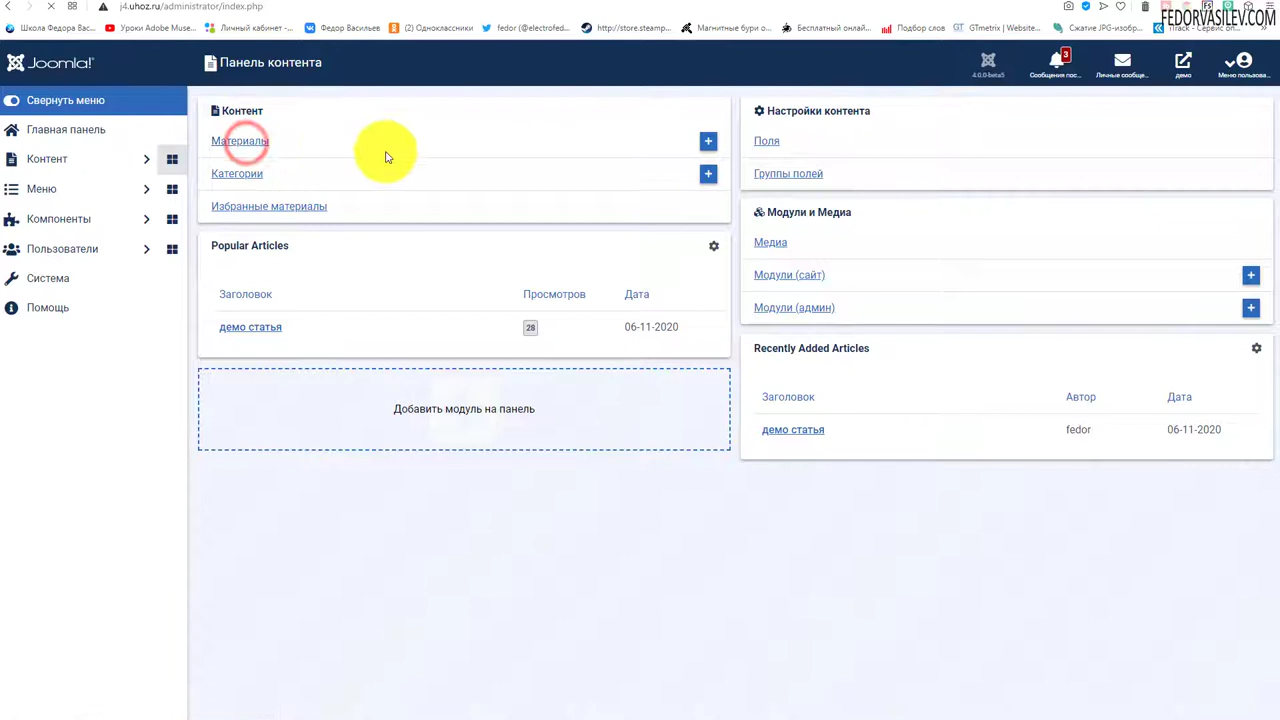 j4.uhoz.ru/administrator/index.php
FEDORVASILEV.COM
Школа Федора Вас...
Уроки Adobe Muse...
Личный кабинет -...
Федор Васильев
(2) Одноклассники
twitter - fedor (@electrofed...
http://store.steamp...
Магнитные бури о...
Бесплатный онлай...
Подбор слов
GTmetrix | Website...
Сжатие JPG-изобр...
Joomla!
Панель контента
4.0.0-beta5
3
Сообщения пос...
Личные сообще...
демо
Меню пользова...
Свернуть меню
Главная панель
Контент
Меню
Компоненты
Пользователи
Система
Помощь
Контент
Материалы
Категории
Избранные материалы
Popular Articles
Заголовок Просмотров Дата
демо статья 28 06-11-2020
Добавить модуль на панель
Настройки контента
Поля
Группы полей
Модули и Медиа
Медиа
Модули (сайт)
Модули (админ)
Recently Added Articles
Заголовок Автор Дата
демо статья fedor 06-11-2020